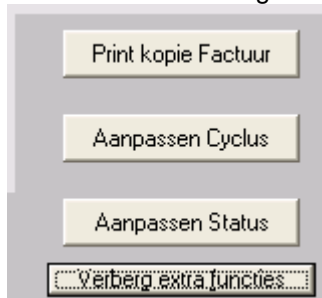 Print kopie Factuur
Aanpassen Cyclus
Aanpassen Status
Verberg extra functies